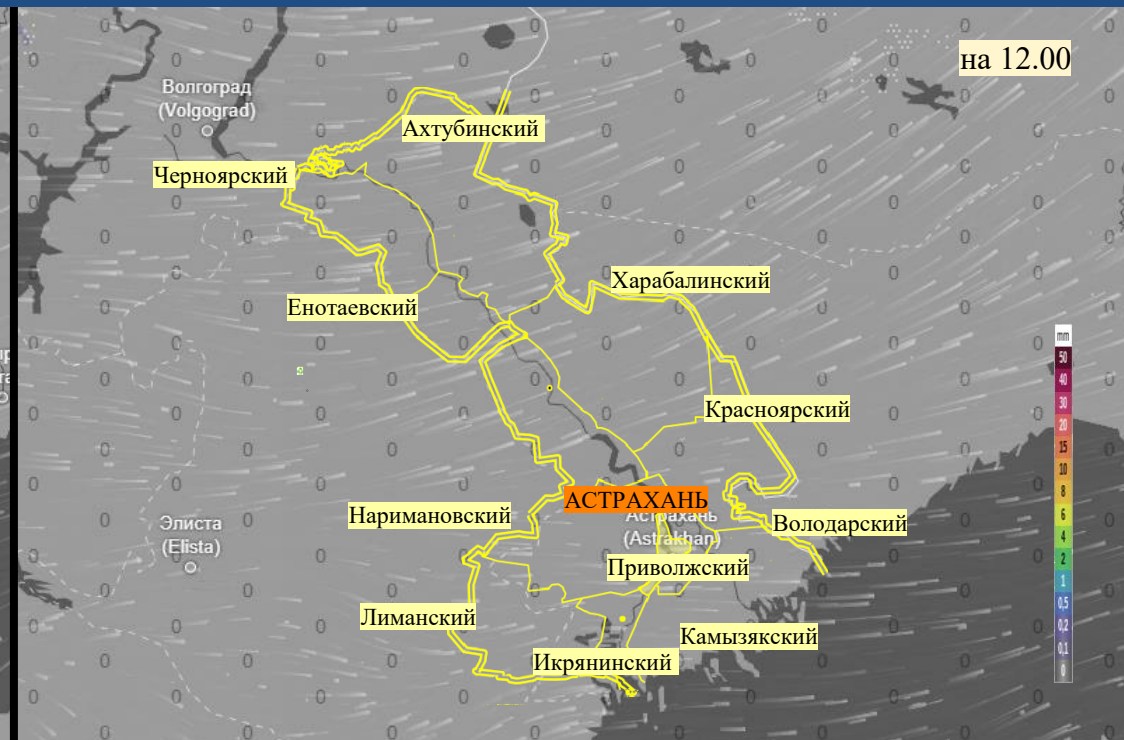 на 12.00
Волгоград
(Volgograd)
Ахтубинский
Черноярский
Харабалинский
Енотаевский
mm
50
40
30
20
15
10
8
6
4
2
1
0,5
0,2
0,1
0
Красноярский
АСТРАХАНЬ
Наримановский
Астрахань
(Astrakhan)
Володарский
Элиста
(Elista)
Приволжский
Лиманский
Камызякский
Икрянинский